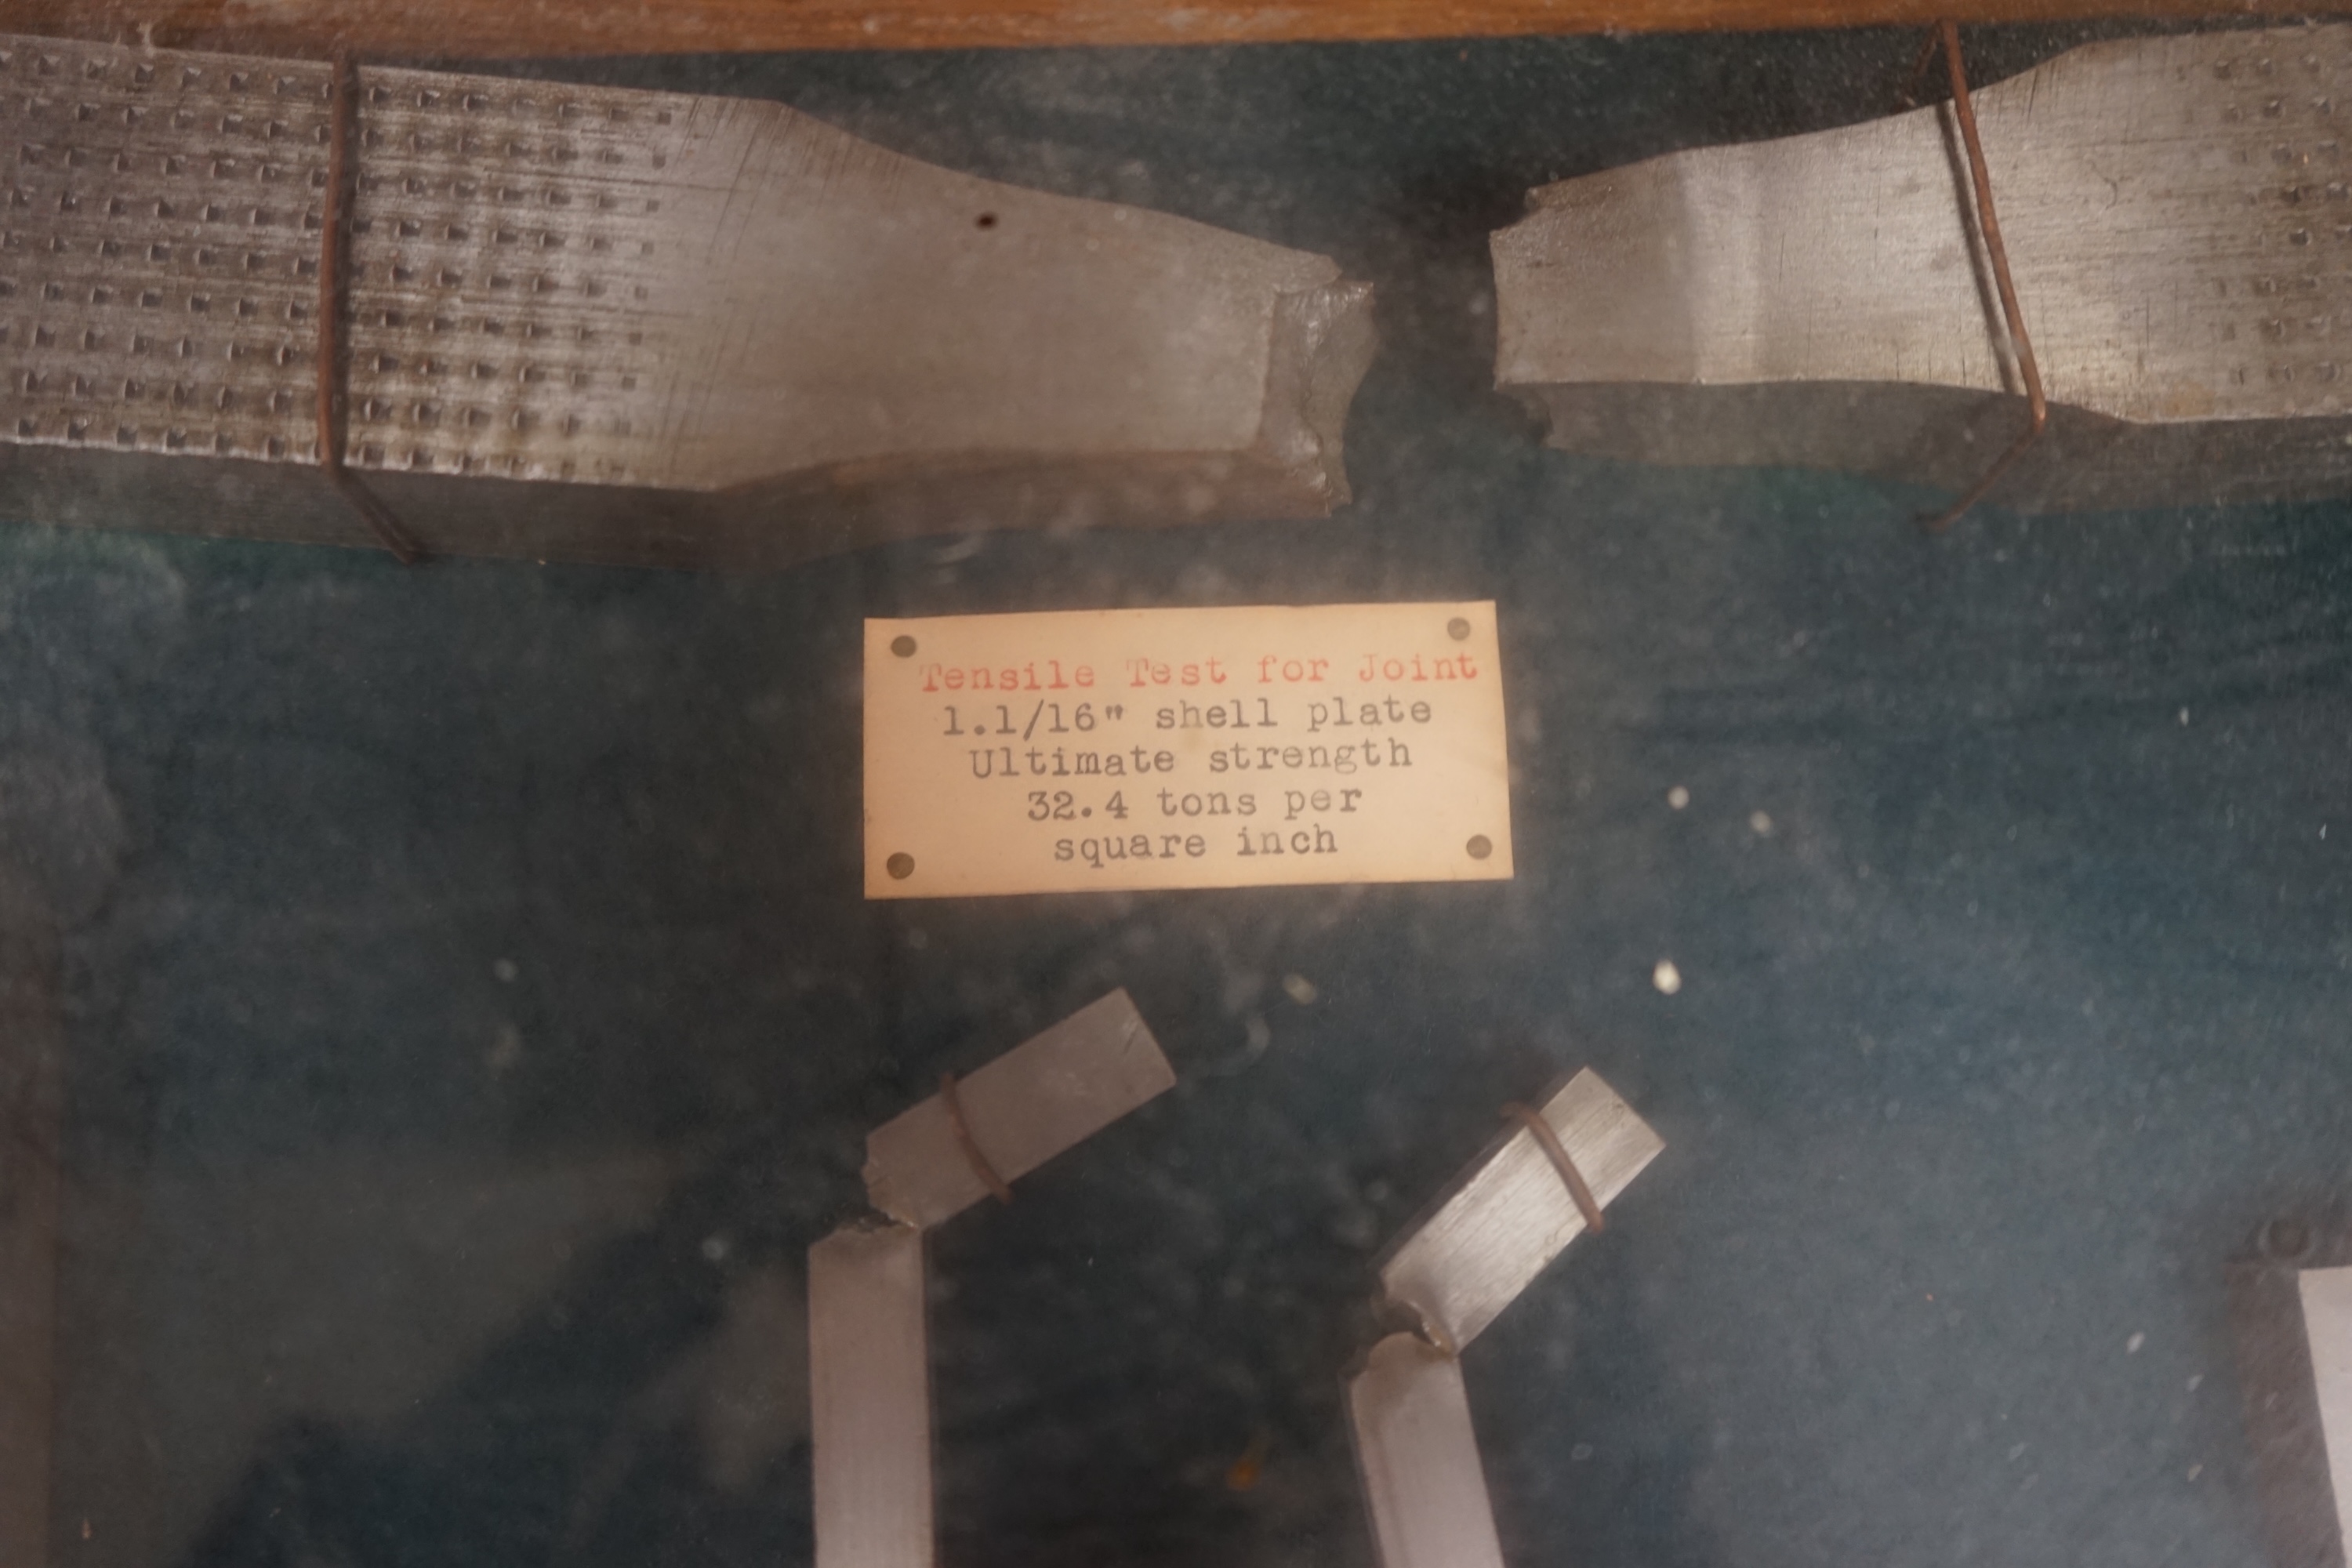 Tensile Test for Joint
1.1/16" shell plate
Ultimate strength
32.4 tons per
square inch